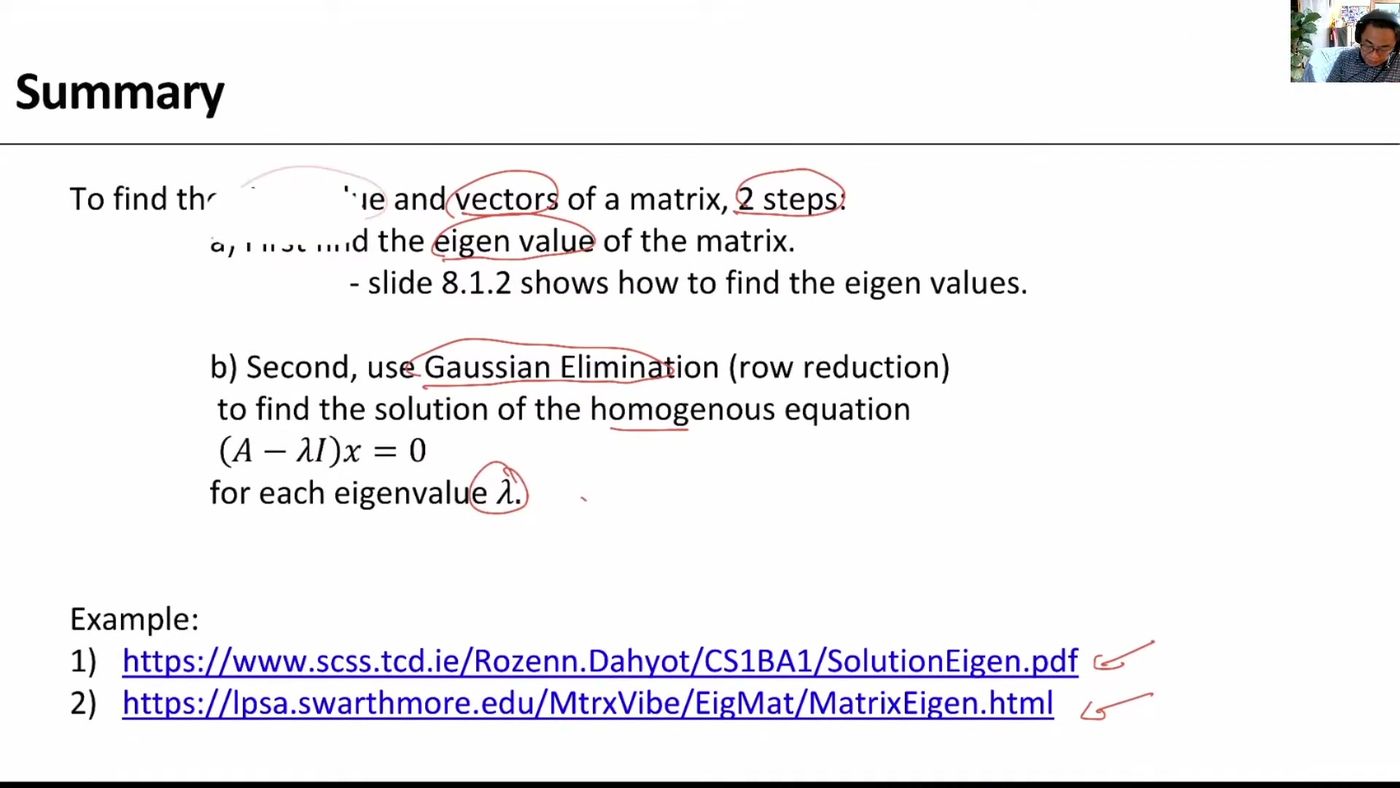 Summary
To find the and vectors of a matrix, 2 steps:
find the eigen value of the matrix.
- slide 8.1.2 shows how to find the eigen values.
b) Second, use Gaussian Elimination (row reduction)
to find the solution of the homogenous equation
(A − λI)x = 0
for each eigenvalue λ.
Example:
1) https://www.scss.tcd.ie/Rozenn.Dahyot/CS1BA1/SolutionEigen.pdf
2) https://lpsa.swarthmore.edu/MtrxVibe/EigMat/MatrixEigen.html